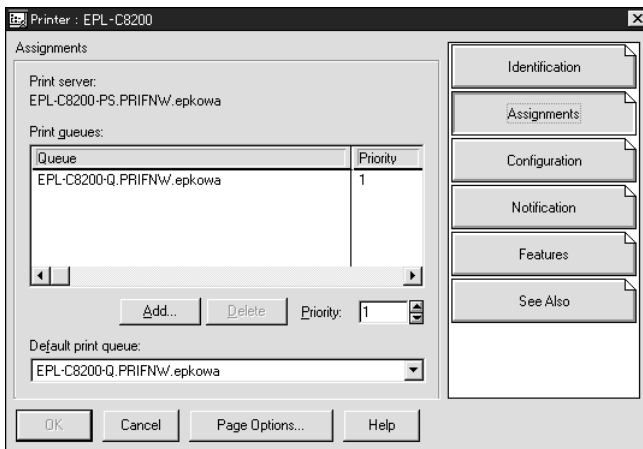 Printer : EPL-C8200
Assignments
Print server:
EPL-C8200-PS.PRIFNW.epkowa
Print queues:
Queue Priority
EPL-C8200-Q.PRIFNW.epkowa 1
Add... Delete Priority: 1
Default print queue:
EPL-C8200-Q.PRIFNW.epkowa
OK Cancel Page Options... Help
Identification
Assignments
Configuration
Notification
Features
See Also